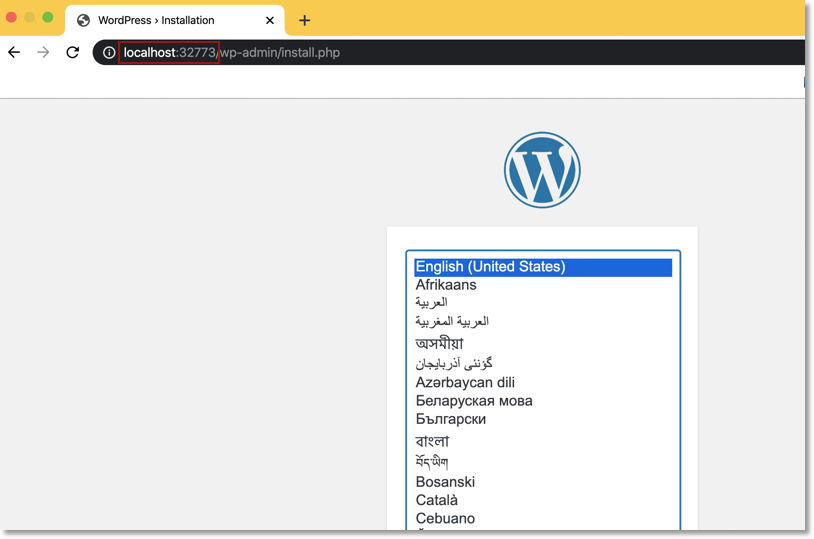 WordPress › Installation
localhost:32773/wp-admin/install.php
English (United States)
Afrikaans
العربية
العربية المغربية
অসমীয়া
گؤنئی آذربایجان
Azərbaycan dili
Беларуская мова
Български
বাংলা
བོད་ཡིག
Bosanski
Català
Cebuano